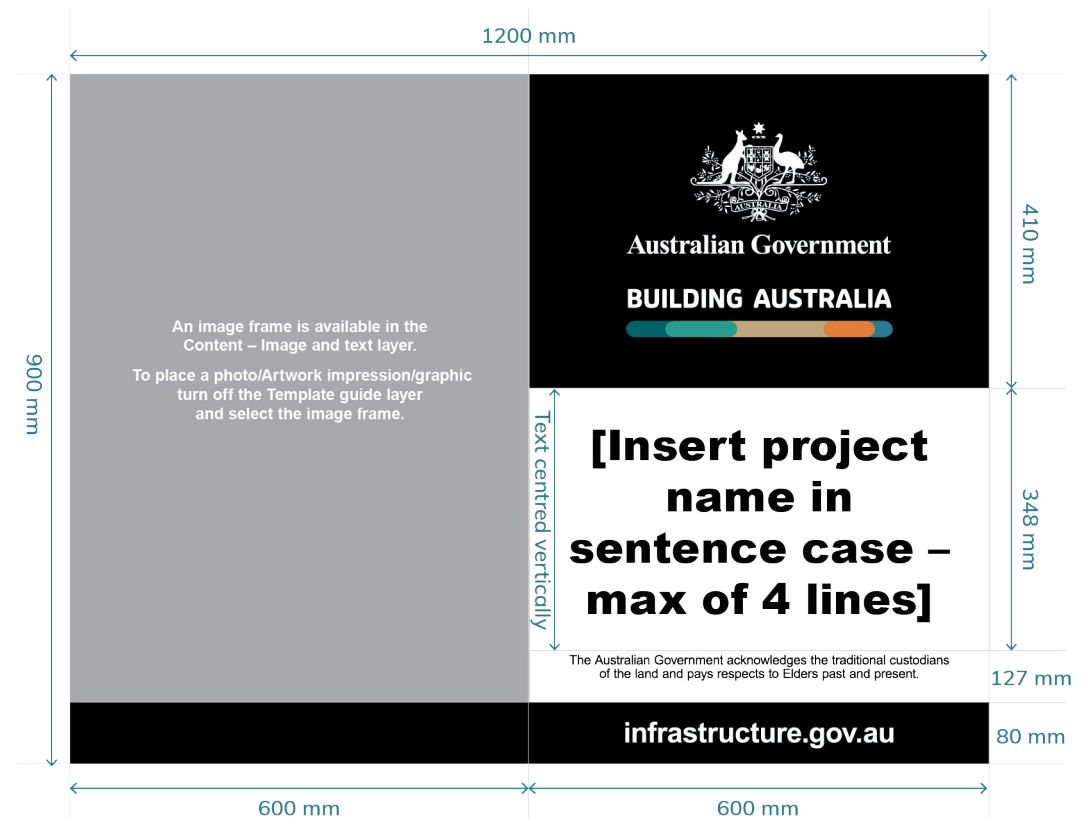 1200 mm
900 mm
An image frame is available in the
Content – Image and text layer.
To place a photo/Artwork impression/graphic
turn off the Template guide layer
and select the image frame.
AUSTRALIA
Australian Government
BUILDING AUSTRALIA
410 mm
Text centred vertically
[Insert project
name in
sentence case –
max of 4 lines]
348 mm
The Australian Government acknowledges the traditional custodians
of the land and pays respects to Elders past and present.
127 mm
infrastructure.gov.au
80 mm
600 mm
600 mm